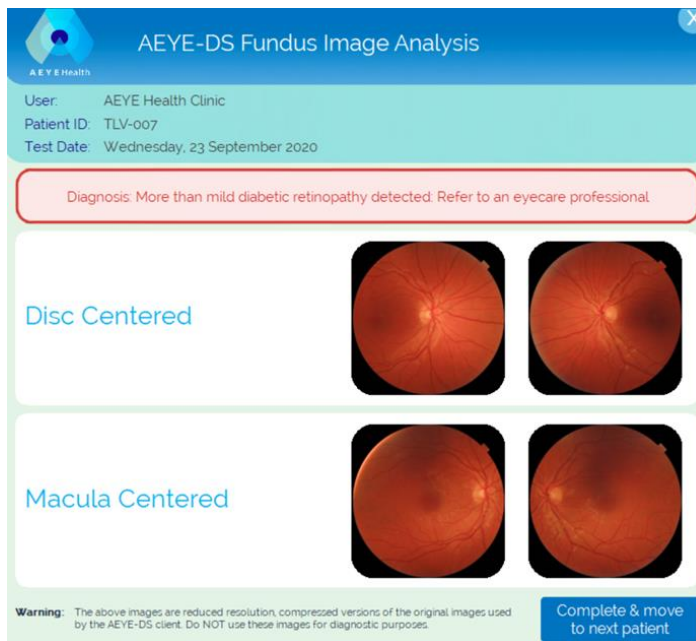 X
AEYE-DS Fundus Image Analysis
AEYEHealth
User: AEYE Health Clinic
Patient ID: TLV-007
Test Date: Wednesday, 23 September 2020
Diagnosis: More than mild diabetic retinopathy detected: Refer to an eyecare professional
Disc Centered
Macula Centered
Warning: The above images are reduced resolution, compressed versions of the original images used
by the AEYE-DS client. Do NOT use these images for diagnostic purposes.
Complete & move
to next patient